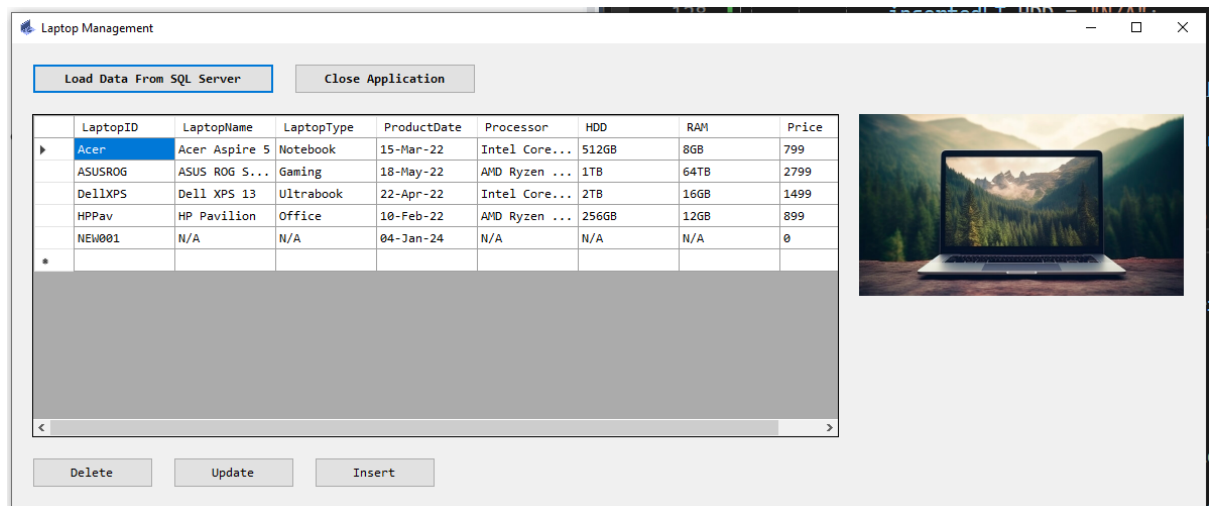 Laptop Management
Load Data From SQL Server Close Application
LaptopID LaptopName LaptopType ProductDate Processor HDD RAM Price
Acer Acer Aspire 5 Notebook 15-Mar-22 Intel Core... 512GB 8GB 799
ASUSROG ASUS ROG S... Gaming 18-May-22 AMD Ryzen ... 1TB 64TB 2799
DellXPS Dell XPS 13 Ultrabook 22-Apr-22 Intel Core... 2TB 16GB 1499
HPPav HP Pavilion Office 10-Feb-22 AMD Ryzen ... 256GB 12GB 899
NEW001 N/A N/A 04-Jan-24 N/A N/A N/A 0
Delete Update Insert